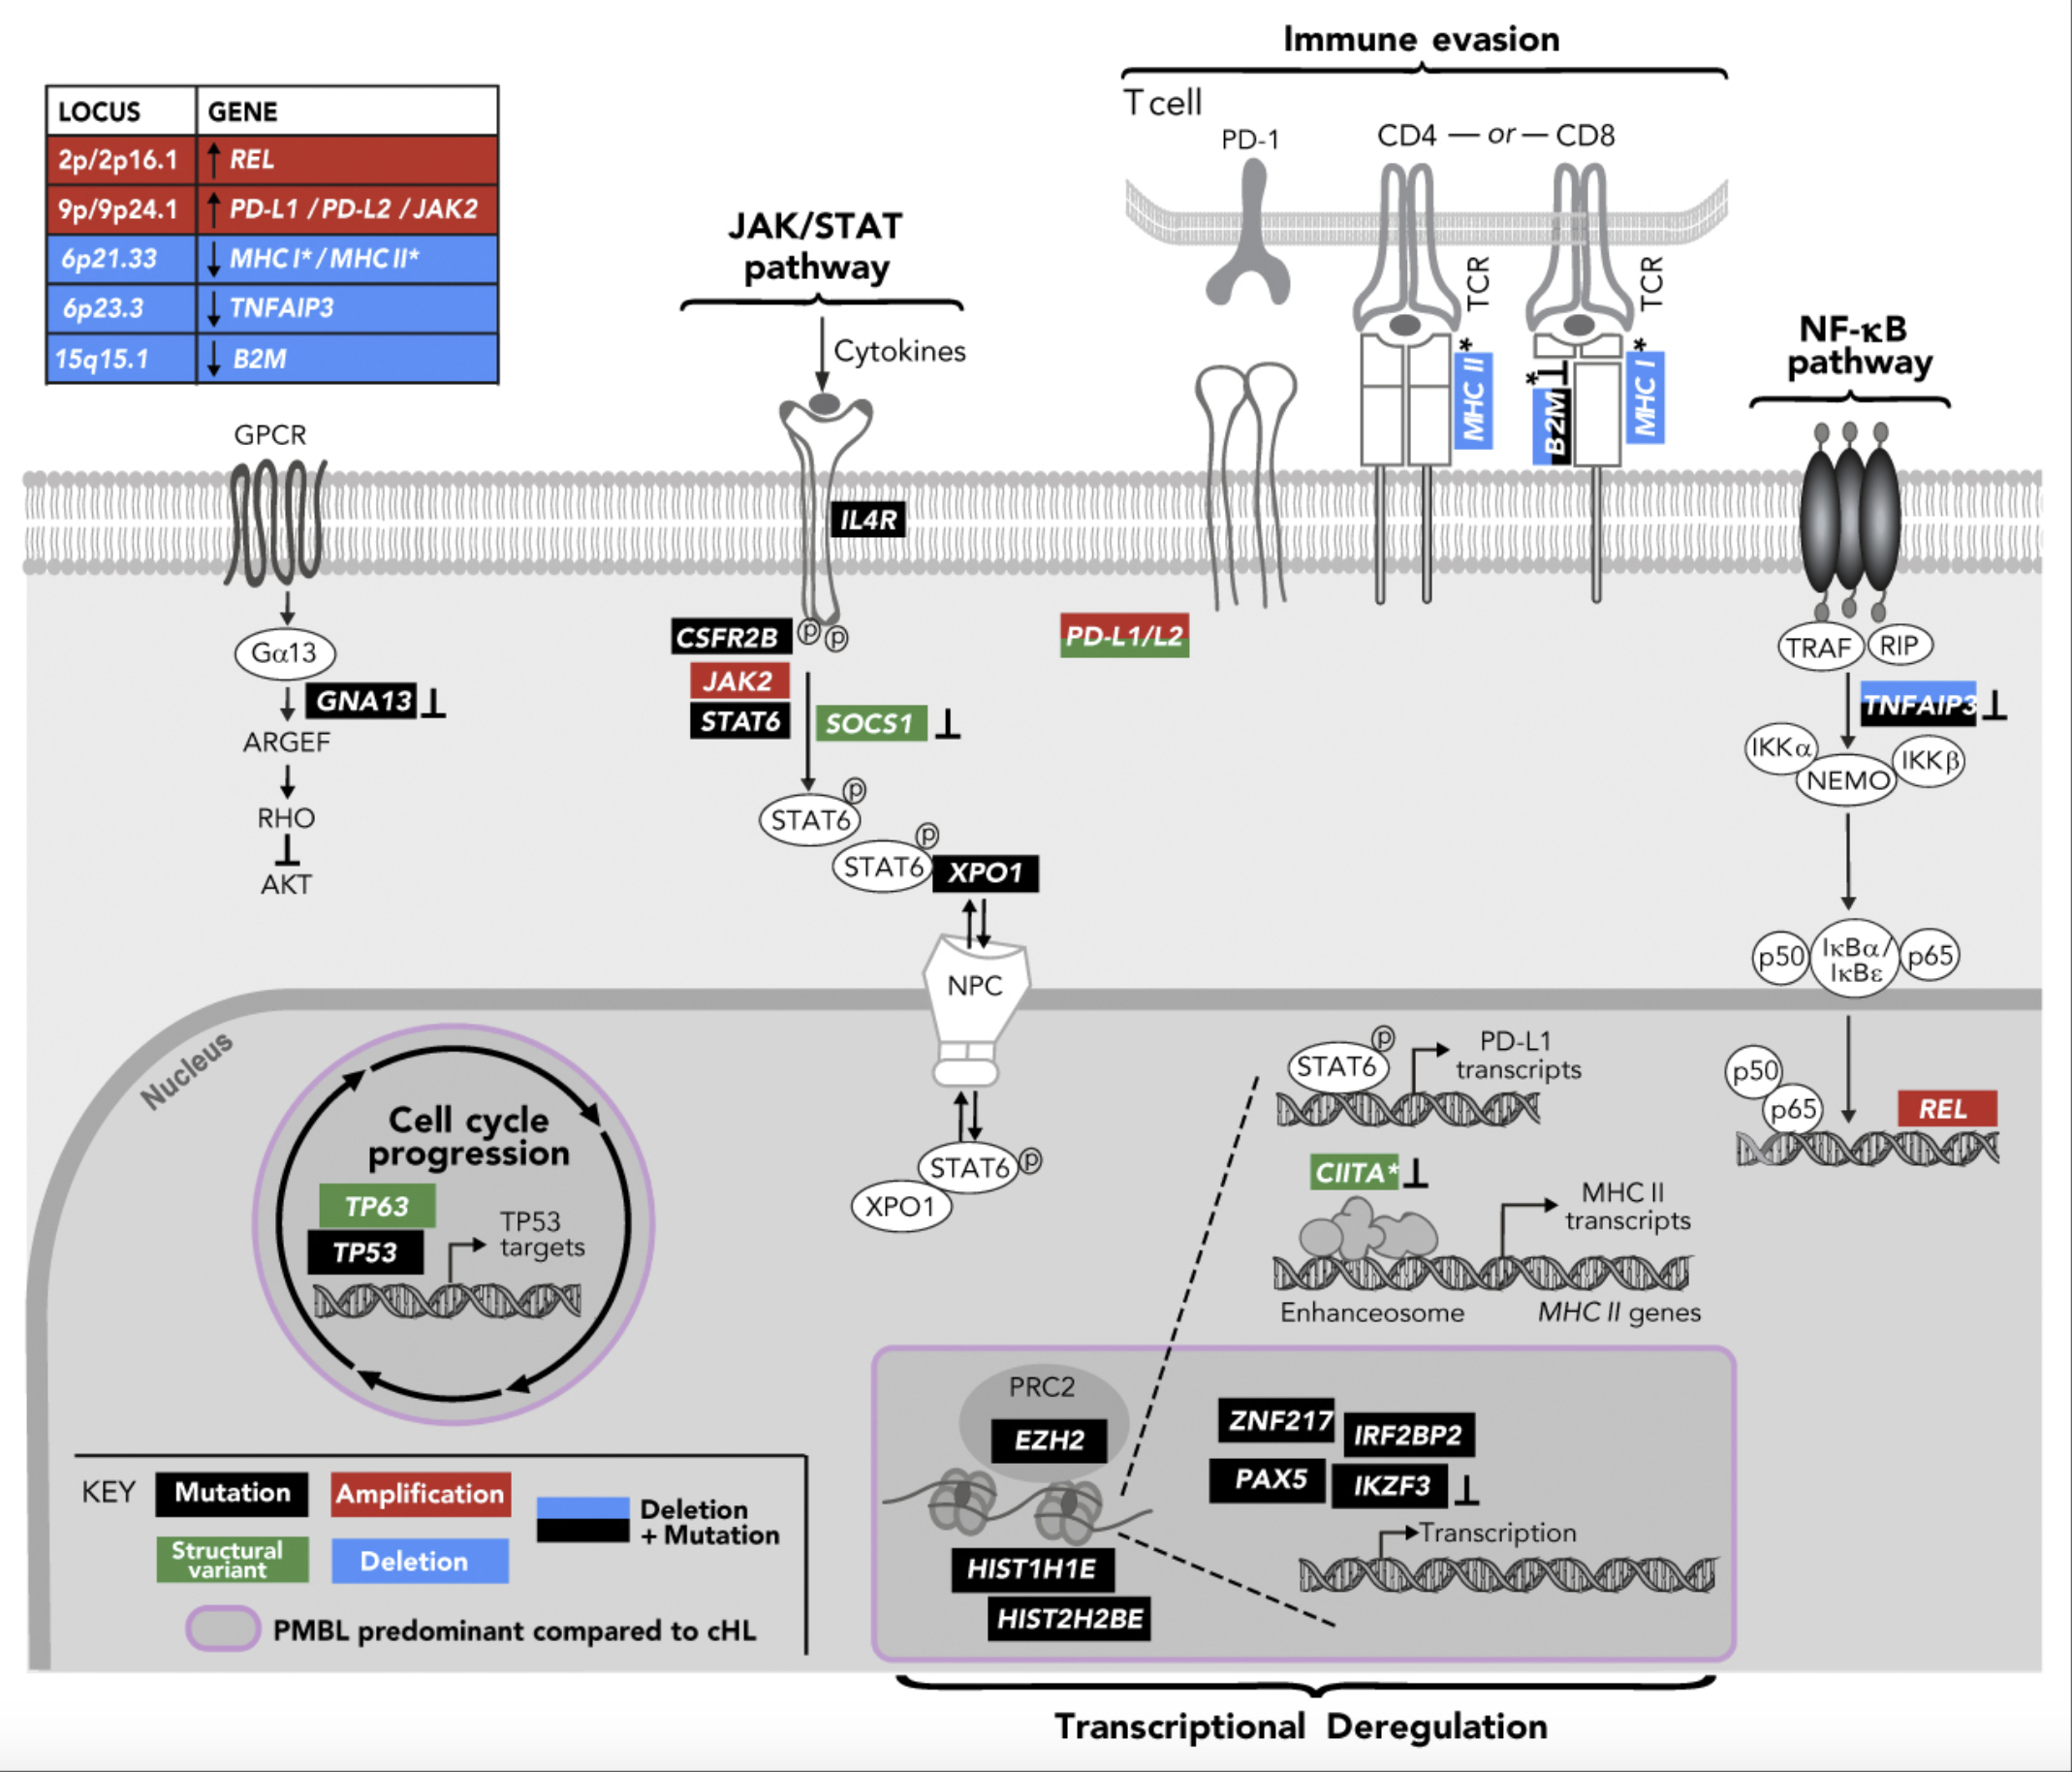 Immune evasion
T cell
PD-1
CD4 — or — CD8
TCR
TCR
LOCUS GENE
2p/2p16.1 ↑ REL
9p/9p24.1 ↑ PD-L1 / PD-L2 / JAK2
6p21.33 ↓ MHC I* / MHC II*
6p23.3 ↓ TNFAIP3
15q15.1 ↓ B2M
JAK/STAT
pathway
Cytokines
MHC II
*
B2M
*
MHC I
*
NF-κB
pathway
GPCR
IL4R
Gα13
GNA13
ARGEF
RHO
AKT
CSFR2B
p
p
JAK2
STAT6
SOCS1
STAT6
p
STAT6
p
XPO1
NPC
PD-L1/L2
TRAF
RIP
TNFAIP3
IKKα
NEMO
IKKβ
p50
IκBα/
IκBε
p65
Nucleus
Cell cycle
progression
TP63
TP53
TP53
targets
STAT6
p
XPO1
STAT6
p
PD-L1
transcripts
CIITA*
MHC II
transcripts
Enhanceosome
MHC II genes
p50
p65
REL
PRC2
EZH2
HIST1H1E
HIST2H2BE
ZNF217
IRF2BP2
PAX5
IKZF3
Transcription
Transcriptional Deregulation
KEY
Mutation
Amplification
Deletion
+ Mutation
Structural
variant
Deletion
PMBL predominant compared to cHL